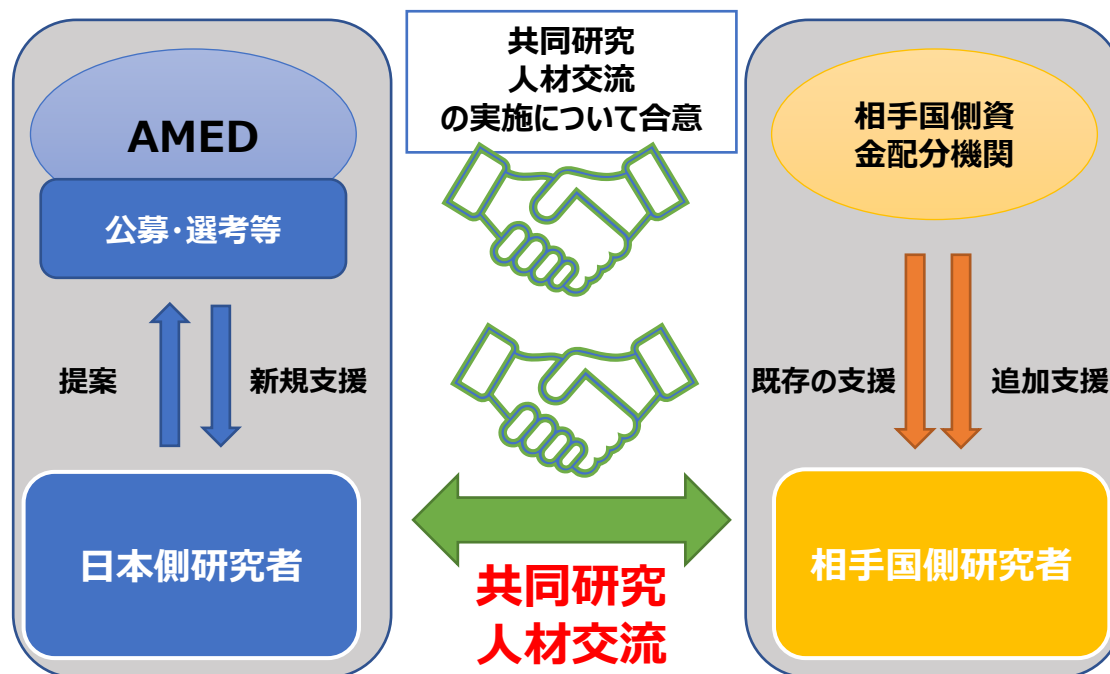 共同研究
人材交流
の実施について合意
AMED
公募・選考等
相手国側資
金配分機関
提案
新規支援
既存の支援
追加支援
日本側研究者
相手国側研究者
共同研究
人材交流